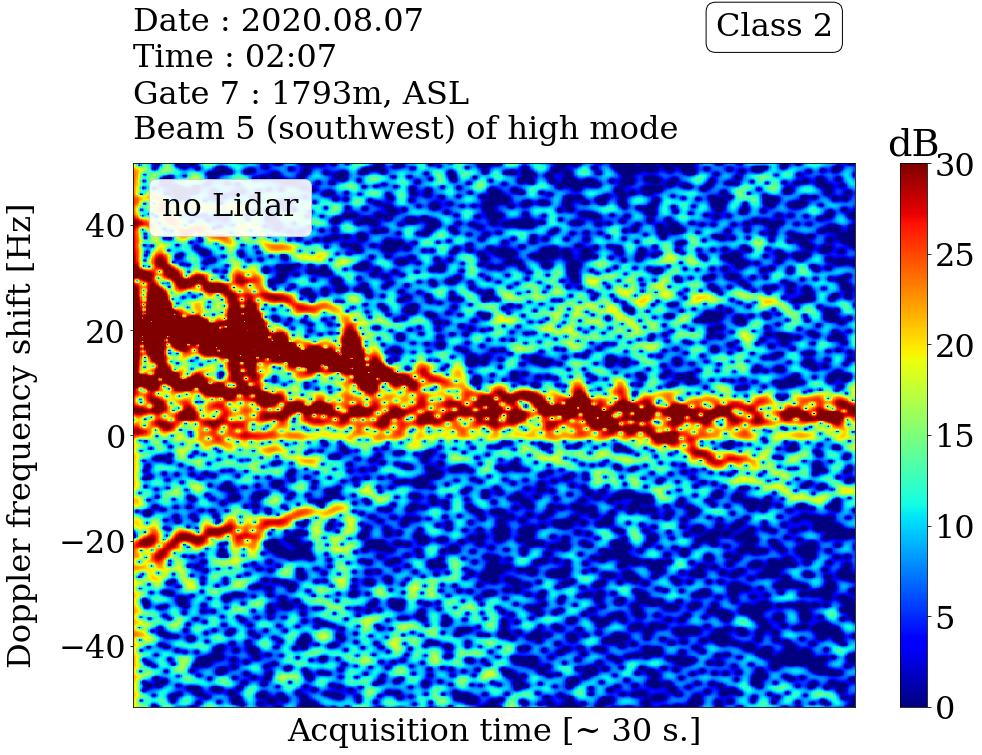 Date : 2020.08.07
Time : 02:07
Gate 7 : 1793m, ASL
Beam 5 (southwest) of high mode
Class 2
dB
no Lidar
Doppler frequency shift [Hz]
40
20
0
−20
−40
30
25
20
15
10
5
0
Acquisition time [~ 30 s.]